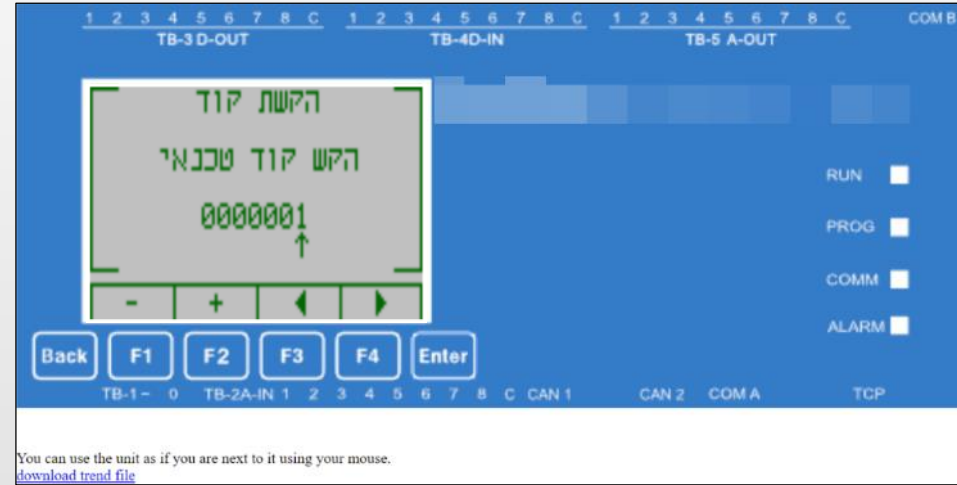 1 2 3 4 5 6 7 8 C 1 2 3 4 5 6 7 8 C 1 2 3 4 5 6 7 8 C COM B
TB-3 D-OUT TB-4D-IN TB-5 A-OUT
הקשת קוד
הקש קוד טכנאי
0000001
- +
RUN
PROG
COMM
ALARM
Back F1 F2 F3 F4 Enter
TB-1 - 0 TB-2A-IN 1 2 3 4 5 6 7 8 C CAN 1 CAN 2 COM A TCP
You can use the unit as if you are next to it using your mouse.
download trend file